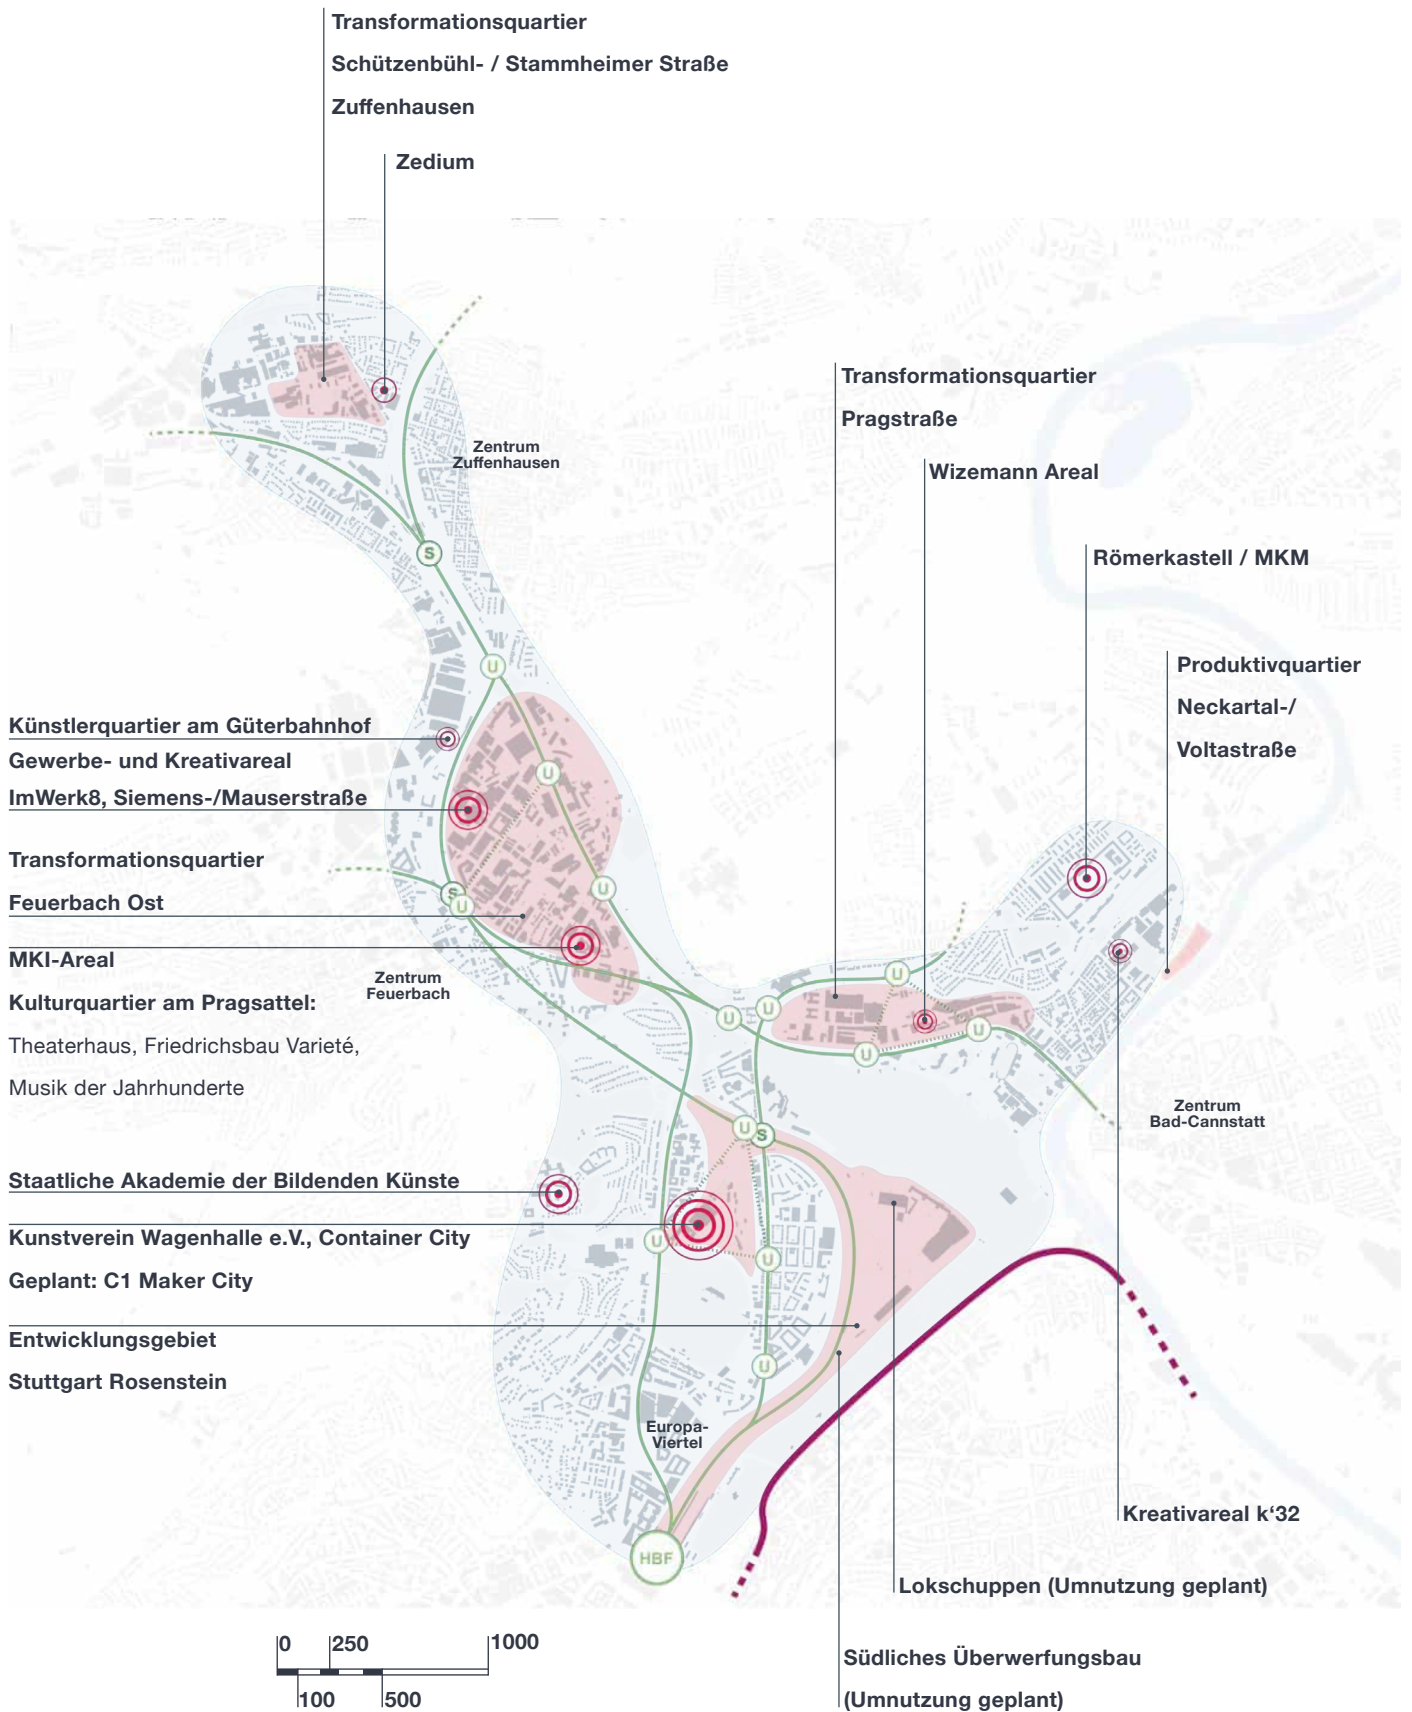 Transformationsquartier
Schützenbühl- / Stammheimer Straße
Zuffenhausen
Zedium
Transformationsquartier
Pragstraße
Zentrum
Zuffenhausen
Wizemann Areal
S
Römerkastell / MKM
U
Produktivquartier
Neckartal-/
Voltastraße
Künstlerquartier am Güterbahnhof
Gewerbe- und Kreativareal
U
ImWerk8, Siemens-/Mauserstraße
Transformationsquartier
Feuerbach Ost
S
U
U
MKI-Areal
Zentrum
Feuerbach
U
Kulturquartier am Pragsattel:
Theaterhaus, Friedrichsbau Varieté,
Musik der Jahrhunderte
U
U
U
U
Zentrum
Bad-Cannstatt
U
S
Staatliche Akademie der Bildenden Künste
Kunstverein Wagenhalle e.V., Container City
Geplant: C1 Maker City
U
U
Entwicklungsgebiet
Stuttgart Rosenstein
U
Europa-
Viertel
Kreativareal k‘32
HBF
Lokschuppen (Umnutzung geplant)
0
250
1000
100
500
Südliches Überwerfungsbau
(Umnutzung geplant)